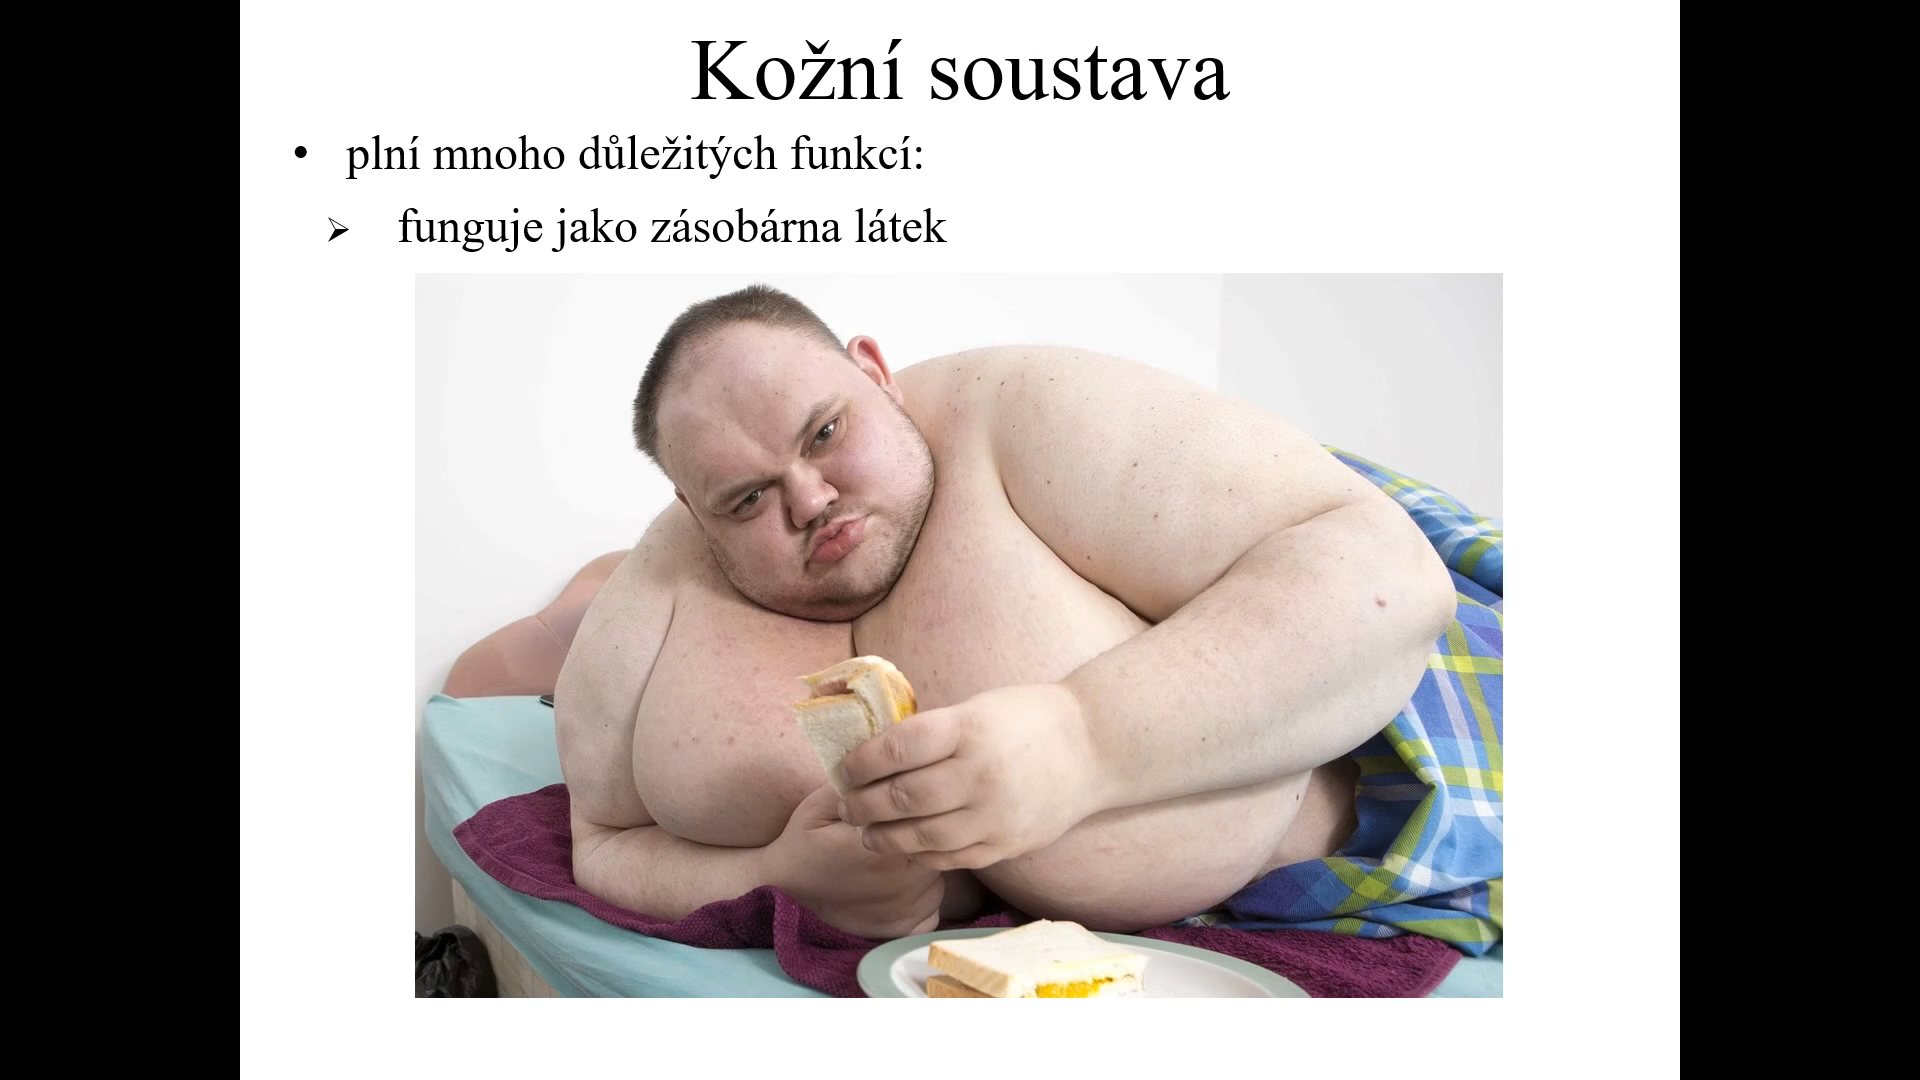 Kožní soustava
• plní mnoho důležitých funkcí:
➢ funguje jako zásobárna látek